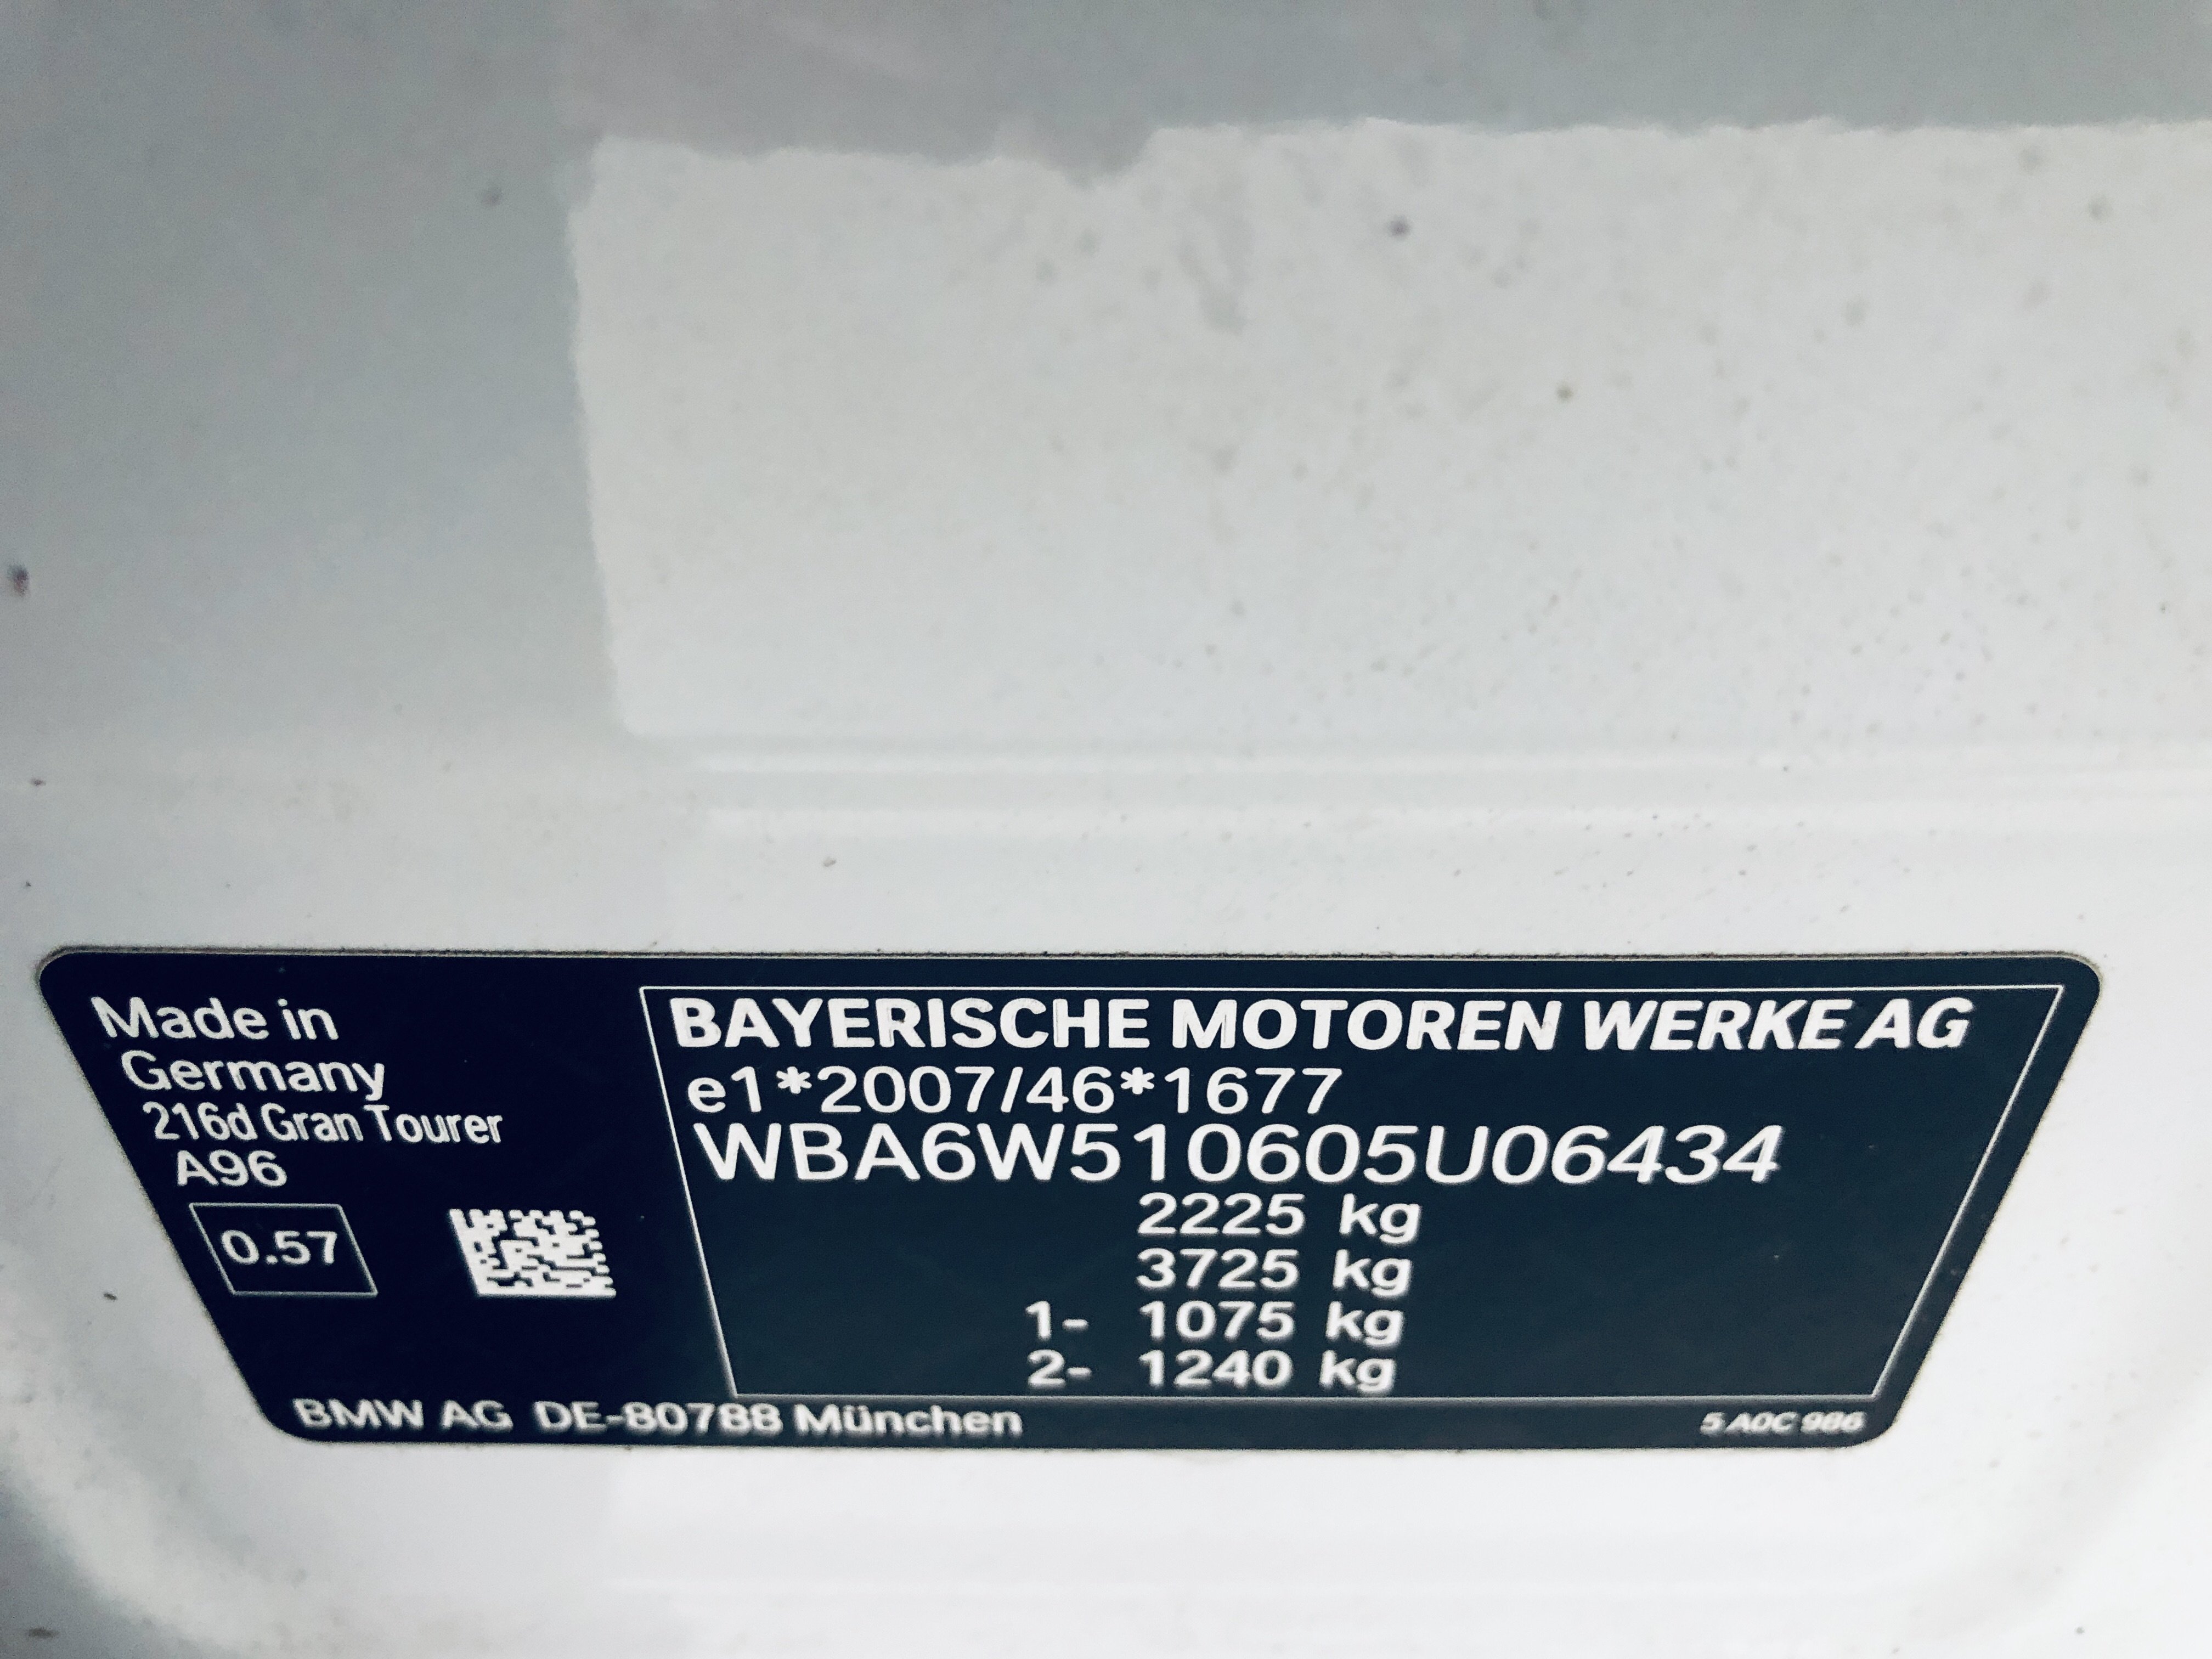 Made in
Germany
216d Gran Tourer
A96
0.57
BAYERISCHE MOTOREN WERKE AG
e1*2007/46*1677
WBA6W510605U06434
2225 kg
3725 kg
1- 1075 kg
2- 1240 kg
BMW AG DE-80788 München
5 A0C 986